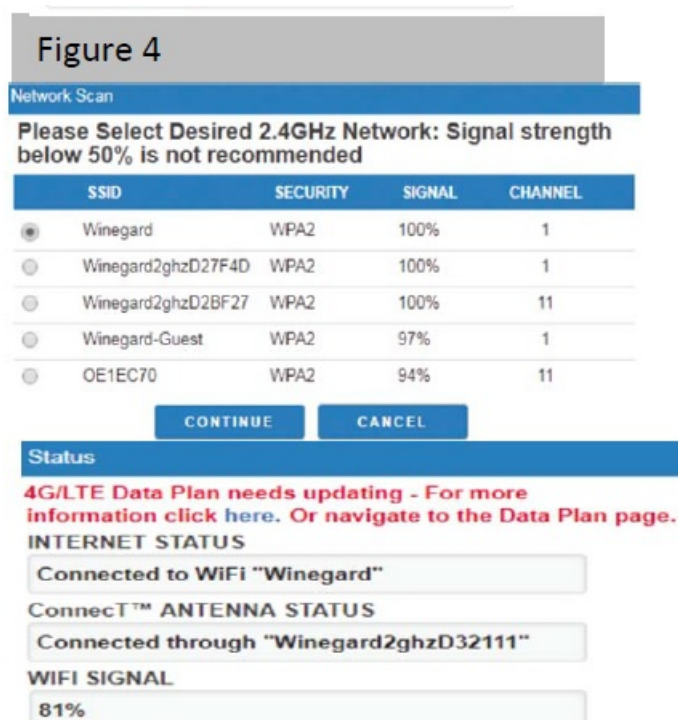 Figure 4
Network Scan
Please Select Desired 2.4GHz Network: Signal strength
below 50% is not recommended
SSID SECURITY SIGNAL CHANNEL
Winegard WPA2 100% 1
Winegard2ghzD27F4D WPA2 100% 1
Winegard2ghzD2BF27 WPA2 100% 11
Winegard-Guest WPA2 97% 1
OE1EC70 WPA2 94% 11
CONTINUE CANCEL
Status
4G/LTE Data Plan needs updating - For more
information click here. Or navigate to the Data Plan page.
INTERNET STATUS
Connected to WiFi "Winegard"
ConnecT™ ANTENNA STATUS
Connected through "Winegard2ghzD32111"
WIFI SIGNAL
81%